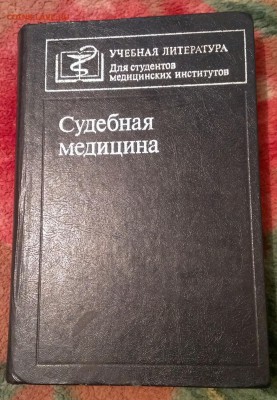 УЧЕБНАЯ ЛИТЕРАТУРА
Для студентов
медицинских институтов
Судебная
медицина